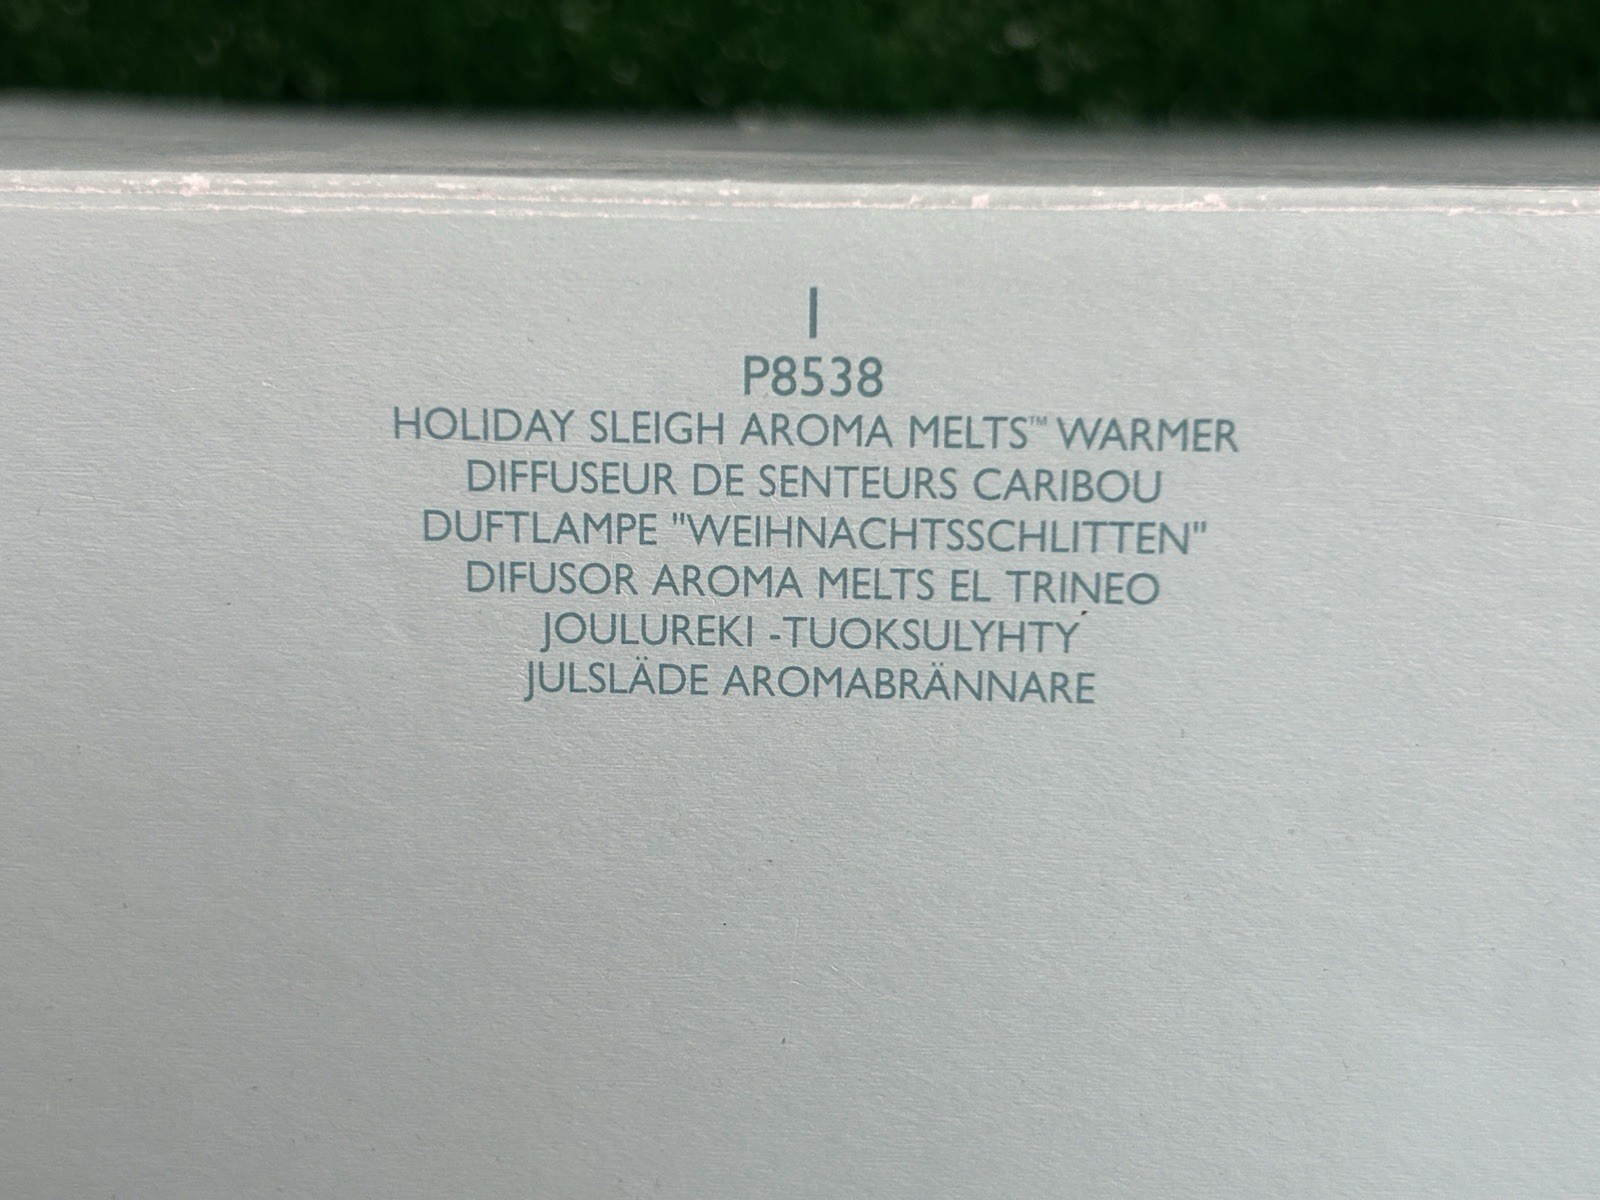 1
P8538
HOLIDAY SLEIGH AROMA MELTS™ WARMER
DIFFUSEUR DE SENTEURS CARIBOU
DUFTLAMPE "WEIHNACHTSSCHLITTEN"
DIFUSOR AROMA MELTS EL TRINEO
JOULUREKI -TUOKSULYHTY
JULSLÄDE AROMABRÄNNARE